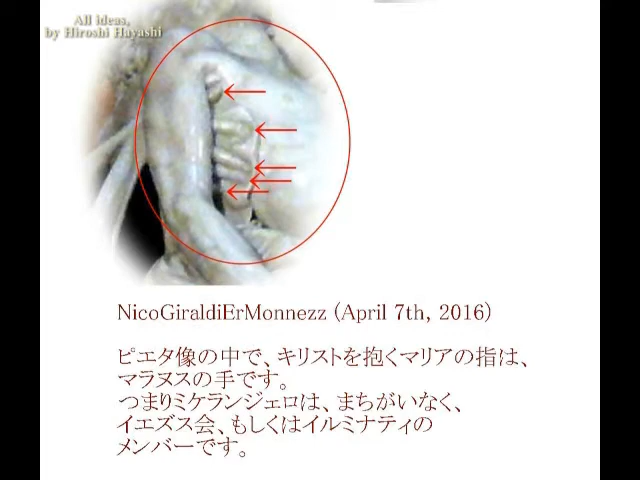 All ideas,
by Hiroshi Hayashi
NicoGiraldiErMonnezz (April 7th, 2016)
ピエタ像の中で、キリストを抱くマリアの指は、
マラヌスの手です。
つまりミケランジェロは、まちがいなく、
イエズス会、もしくはイルミナティの
メンバーです。